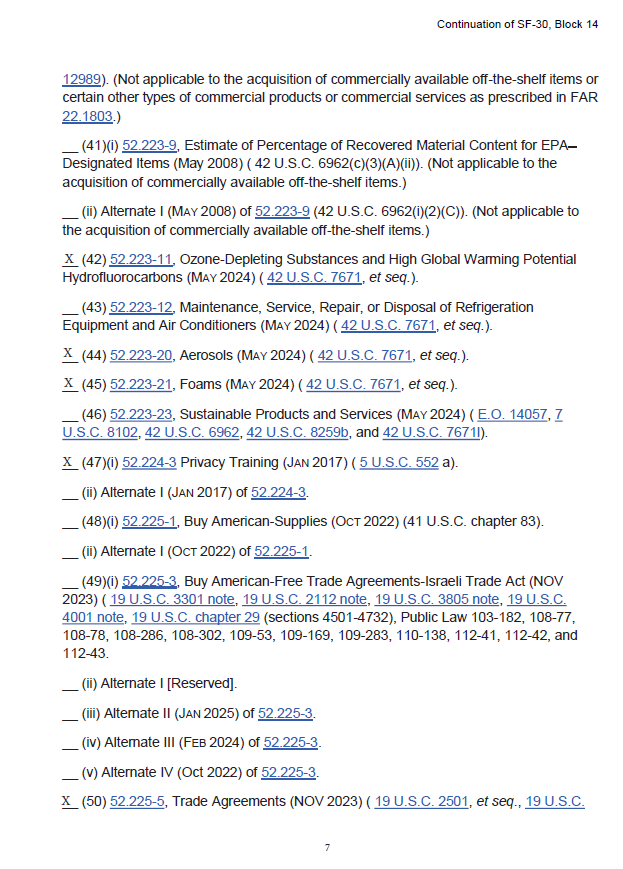 Continuation of SF-30, Block 14
12989). (Not applicable to the acquisition of commercially available off-the-shelf items or
certain other types of commercial products or commercial services as prescribed in FAR
22.1803.)
__ (41)(i) 52.223-9, Estimate of Percentage of Recovered Material Content for EPA–
Designated Items (May 2008) ( 42 U.S.C. 6962(c)(3)(A)(ii)). (Not applicable to the
acquisition of commercially available off-the-shelf items.)
__ (ii) Alternate I (MAY 2008) of 52.223-9 (42 U.S.C. 6962(i)(2)(C)). (Not applicable to
the acquisition of commercially available off-the-shelf items.)
X (42) 52.223-11, Ozone-Depleting Substances and High Global Warming Potential
Hydrofluorocarbons (MAY 2024) ( 42 U.S.C. 7671, et seq.).
__ (43) 52.223-12, Maintenance, Service, Repair, or Disposal of Refrigeration
Equipment and Air Conditioners (MAY 2024) ( 42 U.S.C. 7671, et seq.).
X (44) 52.223-20, Aerosols (MAY 2024) ( 42 U.S.C. 7671, et seq.).
X (45) 52.223-21, Foams (MAY 2024) ( 42 U.S.C. 7671, et seq.).
__ (46) 52.223-23, Sustainable Products and Services (MAY 2024) ( E.O. 14057, 7
U.S.C. 8102, 42 U.S.C. 6962, 42 U.S.C. 8259b, and 42 U.S.C. 7671l).
X (47)(i) 52.224-3 Privacy Training (JAN 2017) ( 5 U.S.C. 552 a).
__ (ii) Alternate I (JAN 2017) of 52.224-3.
__ (48)(i) 52.225-1, Buy American-Supplies (OCT 2022) (41 U.S.C. chapter 83).
__ (ii) Alternate I (OCT 2022) of 52.225-1.
__ (49)(i) 52.225-3, Buy American-Free Trade Agreements-Israeli Trade Act (NOV
2023) ( 19 U.S.C. 3301 note, 19 U.S.C. 2112 note, 19 U.S.C. 3805 note, 19 U.S.C.
4001 note, 19 U.S.C. chapter 29 (sections 4501-4732), Public Law 103-182, 108-77,
108-78, 108-286, 108-302, 109-53, 109-169, 109-283, 110-138, 112-41, 112-42, and
112-43.
__ (ii) Alternate I [Reserved].
__ (iii) Alternate II (JAN 2025) of 52.225-3.
__ (iv) Alternate III (FEB 2024) of 52.225-3.
__ (v) Alternate IV (Oct 2022) of 52.225-3.
X (50) 52.225-5, Trade Agreements (NOV 2023) ( 19 U.S.C. 2501, et seq., 19 U.S.C.
7